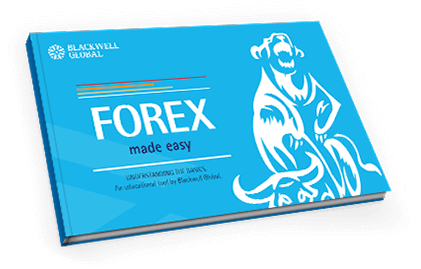 BLACKWELL
GLOBAL
FOREX
made easy
UNDERSTANDING THE BASICS
An educational tool by Blackwell Global